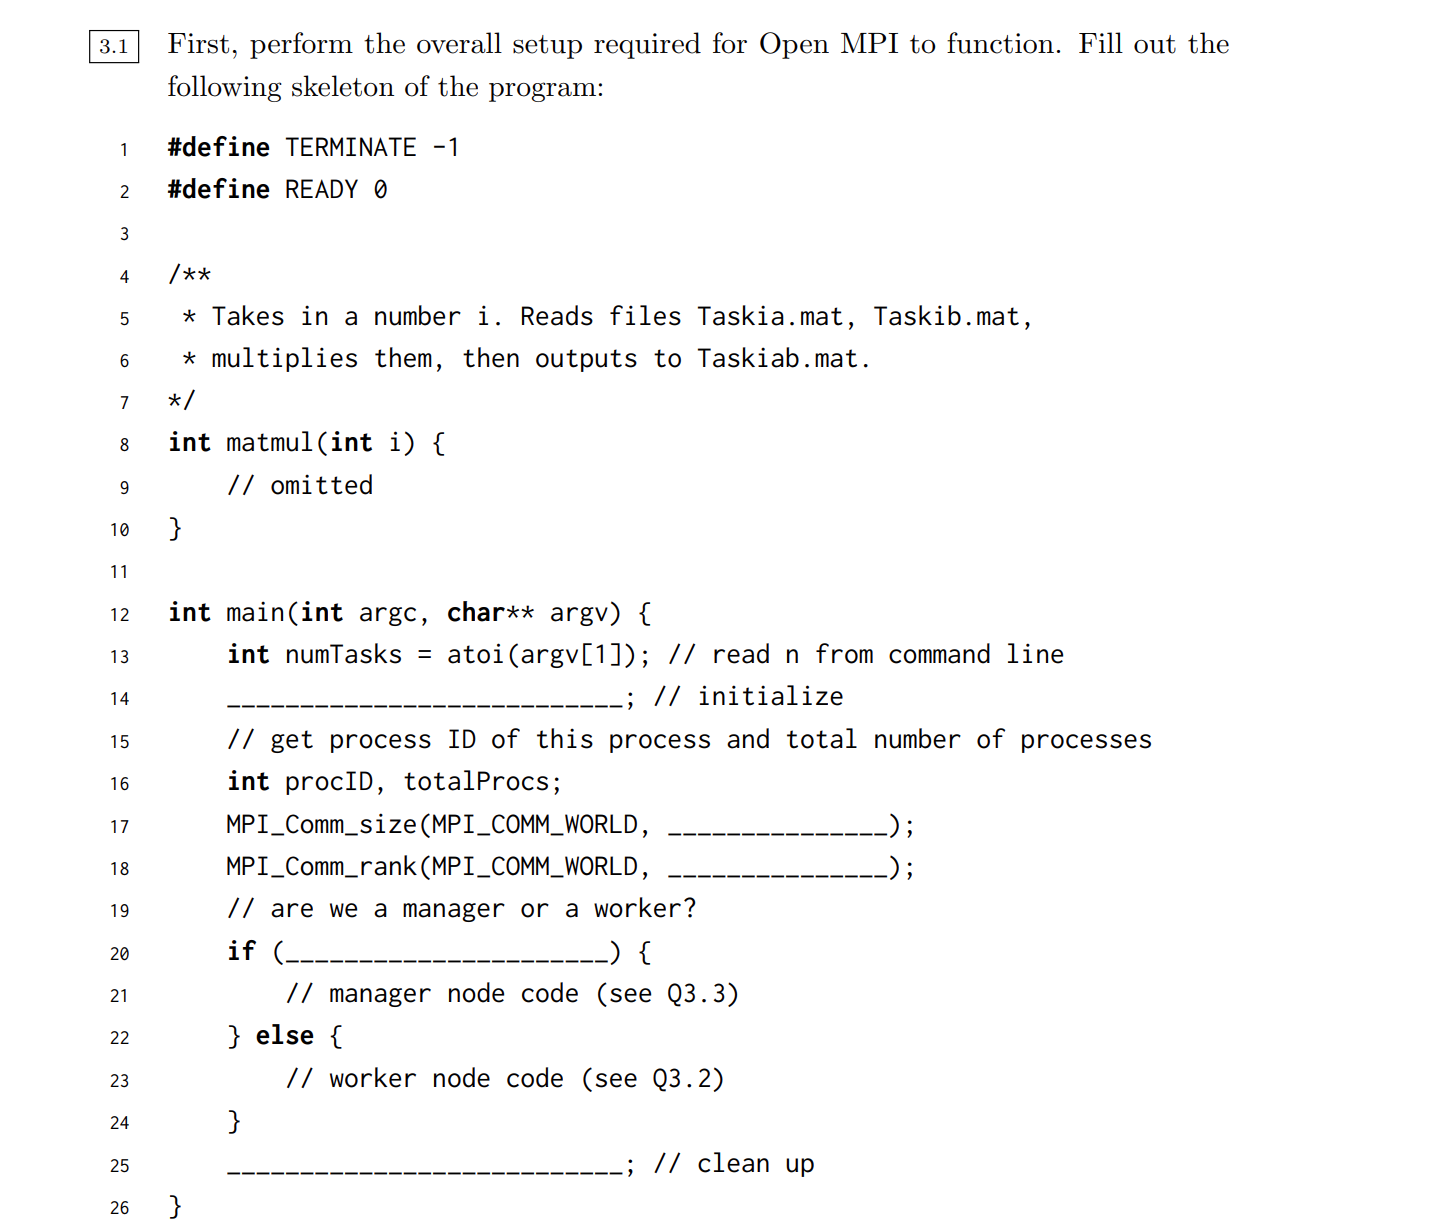 3.1 First, perform the overall setup required for Open MPI to function. Fill out the
following skeleton of the program:
1 #define TERMINATE -1
2 #define READY 0
3
4 /**
5  * Takes in a number i. Reads files Taskia.mat, Taskib.mat,
6  * multiplies them, then outputs to Taskiab.mat.
7 */
8 int matmul(int i) {
9     // omitted
10 }
11
12 int main(int argc, char** argv) {
13     int numTasks = atoi(argv[1]); // read n from command line
14     ___________________________; // initialize
15     // get process ID of this process and total number of processes
16     int procID, totalProcs;
17     MPI_Comm_size(MPI_COMM_WORLD, _______________);
18     MPI_Comm_rank(MPI_COMM_WORLD, _______________);
19     // are we a manager or a worker?
20     if (______________________) {
21         // manager node code (see Q3.3)
22     } else {
23         // worker node code (see Q3.2)
24     }
25     ___________________________; // clean up
26 }